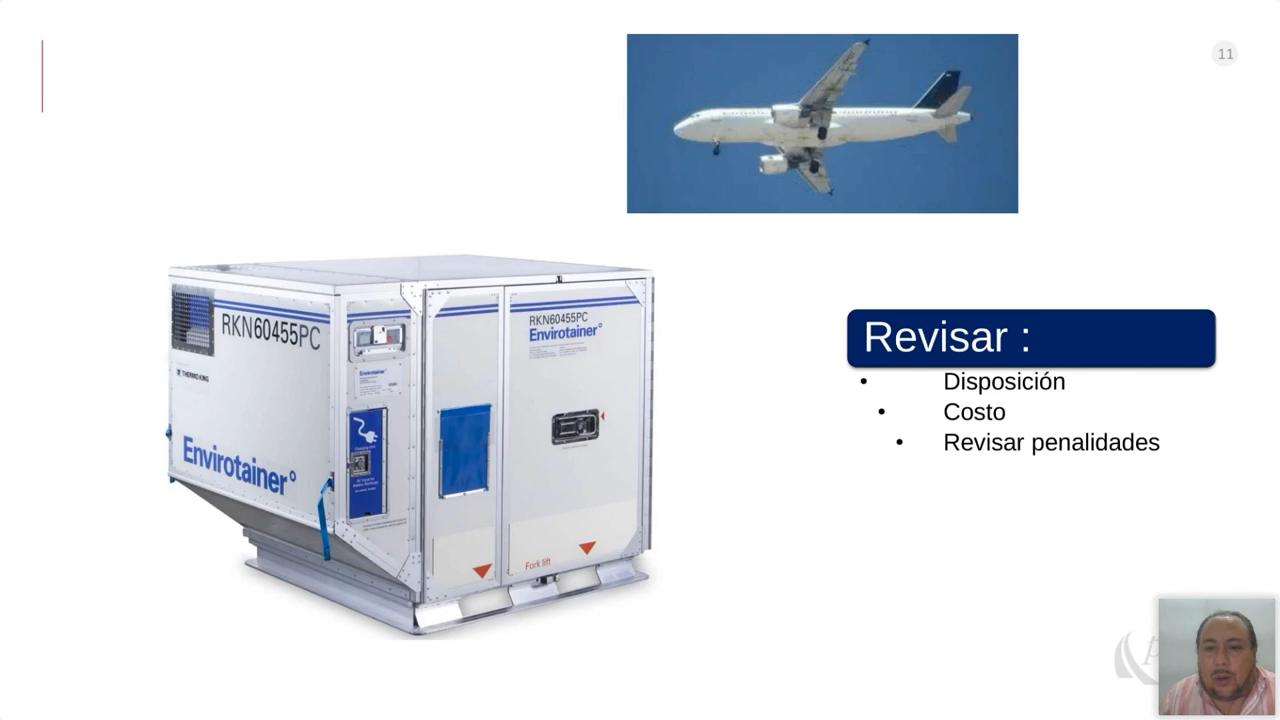 11
RKN60455PC
THERMO KING
Envirotainer
Envirotainer
RKN60455PC
Envirotainer
Fork lift
Revisar :
• Disposición
• Costo
• Revisar penalidades